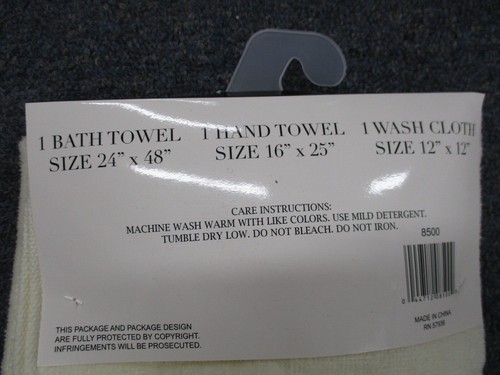 1 BATH TOWEL 1 HAND TOWEL 1 WASH CLOTH
SIZE 24" x 48" SIZE 16" x 25" SIZE 12" x 12"
CARE INSTRUCTIONS:
MACHINE WASH WARM WITH LIKE COLORS. USE MILD DETERGENT.
TUMBLE DRY LOW. DO NOT BLEACH. DO NOT IRON.
8500
THIS PACKAGE AND PACKAGE DESIGN
ARE FULLY PROTECTED BY COPYRIGHT.
INFRINGEMENTS WILL BE PROSECUTED.
MADE IN CHINA
RN